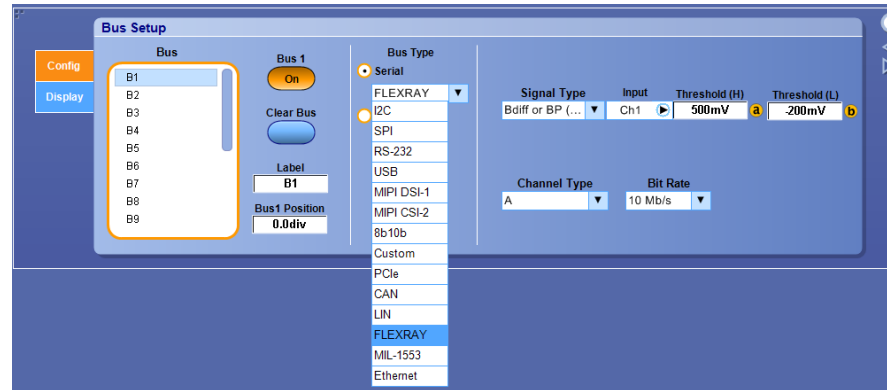 Bus Setup
Config
Display
Bus
B1
B2
B3
B4
B5
B6
B7
B8
B9
Bus 1
On
Clear Bus
Label
B1
Bus1 Position
0.0div
Bus Type
Serial
FLEXRAY
I2C
SPI
RS-232
USB
MIPI DSI-1
MIPI CSI-2
8b10b
Custom
PCIe
CAN
LIN
FLEXRAY
MIL-1553
Ethernet
Signal Type
Bdiff or BP (...
Input
Ch1
Threshold (H)
500mV
a
Threshold (L)
-200mV
b
Channel Type
A
Bit Rate
10 Mb/s